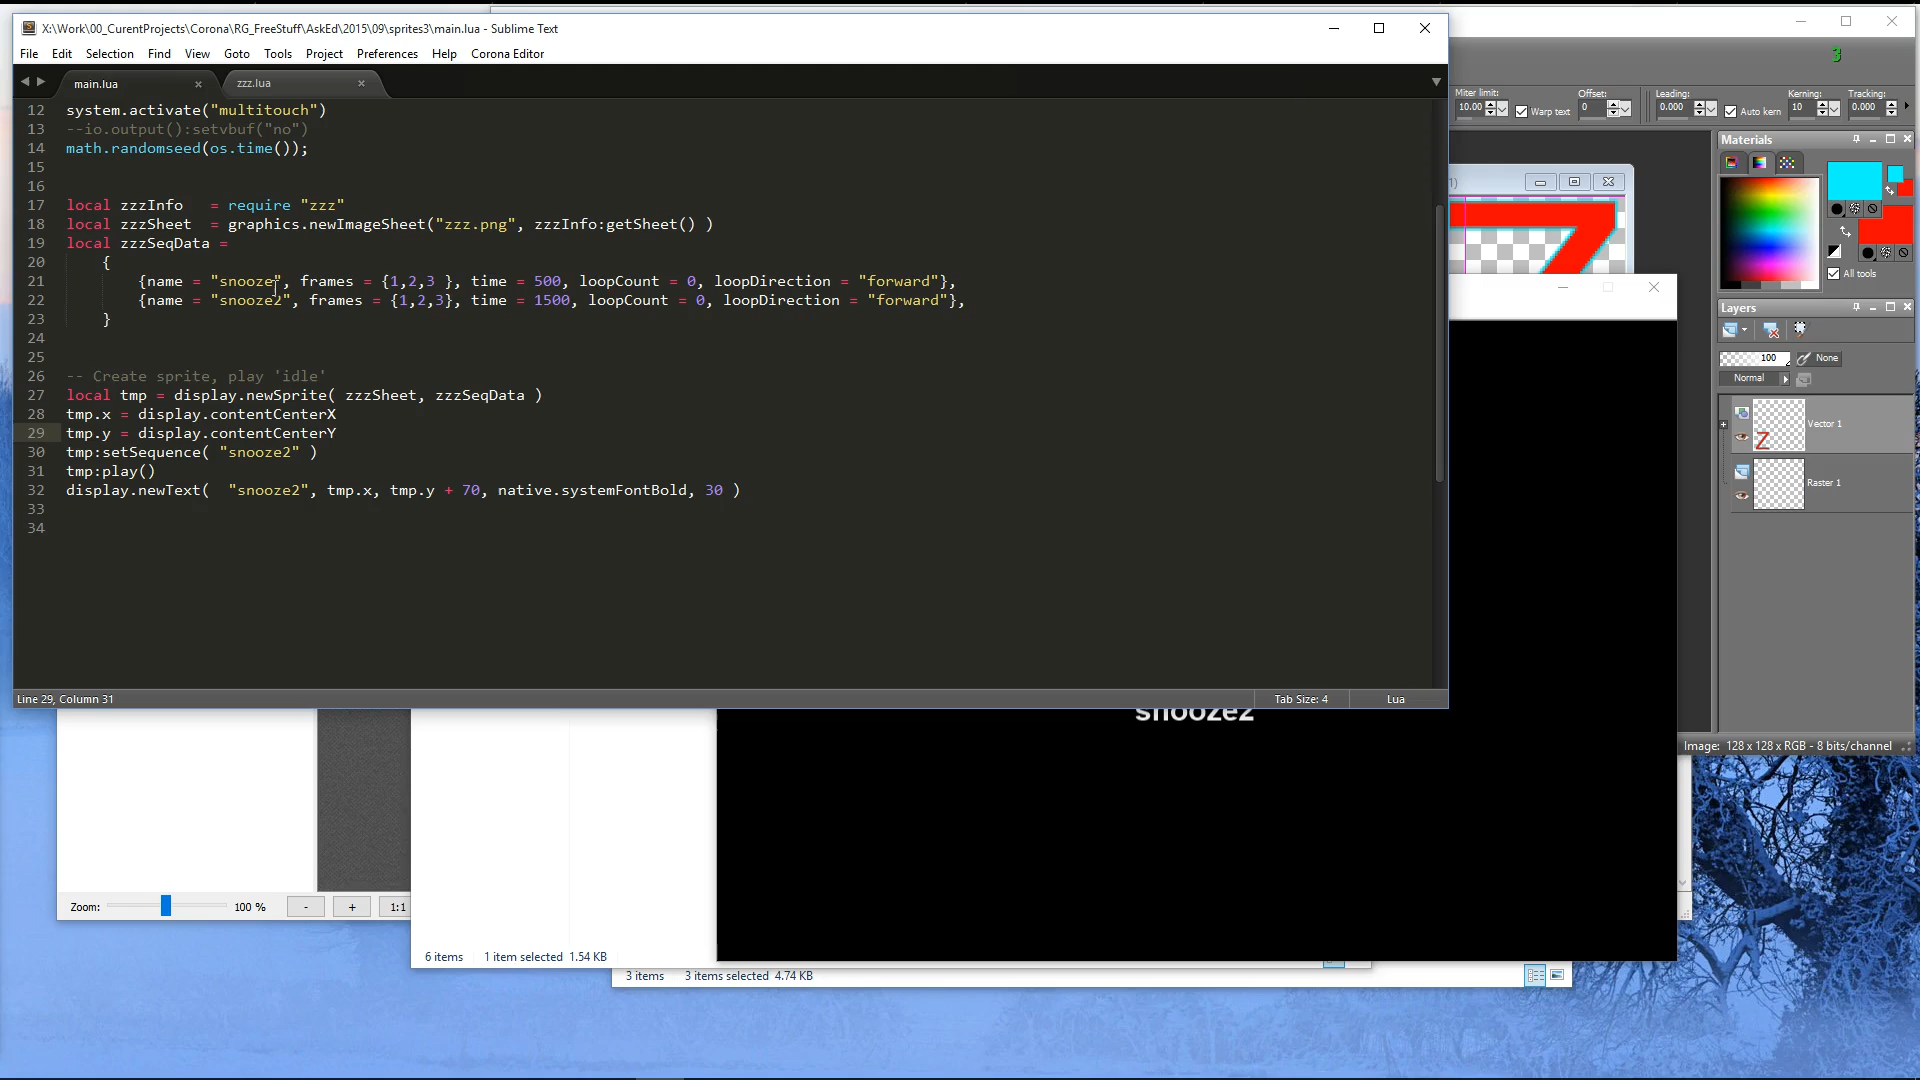 X:\Work\00_CurentProjects\Corona\RG_FreeStuff\AskEd\2015\09\sprites3\main.lua - Sublime Text
File Edit Selection Find View Goto Tools Project Preferences Help Corona Editor
main.lua zzz.lua
12 system.activate("multitouch")
13 --io.output():setvbuf("no")
14 math.randomseed(os.time());
15
16
17 local zzzInfo = require "zzz"
18 local zzzSheet = graphics.newImageSheet("zzz.png", zzzInfo:getSheet() )
19 local zzzSeqData =
20 {
21 {name = "snooze", frames = {1,2,3 }, time = 500, loopCount = 0, loopDirection = "forward"},
22 {name = "snooze2", frames = {1,2,3}, time = 1500, loopCount = 0, loopDirection = "forward"},
23 }
24
25
26 -- Create sprite, play 'idle'
27 local tmp = display.newSprite( zzzSheet, zzzSeqData )
28 tmp.x = display.contentCenterX
29 tmp.y = display.contentCenterY
30 tmp:setSequence( "snooze2" )
31 tmp:play()
32 display.newText( "snooze2", tmp.x, tmp.y + 70, native.systemFontBold, 30 )
33
34
Line 29, Column 31 Tab Size: 4 Lua
3
Miter limit: Offset: Leading: Kerning: Tracking:
10.00 Warp text 0 0.000 Auto kern 10 0.000
Materials
All tools
Layers
100 None
Normal
Vector 1
Z
Raster 1
Image: 128 x 128 x RGB - 8 bits/channel
snooze2
Zoom: 100 % - + 1:1
6 items 1 item selected 1.54 KB
3 items 3 items selected 4.74 KB